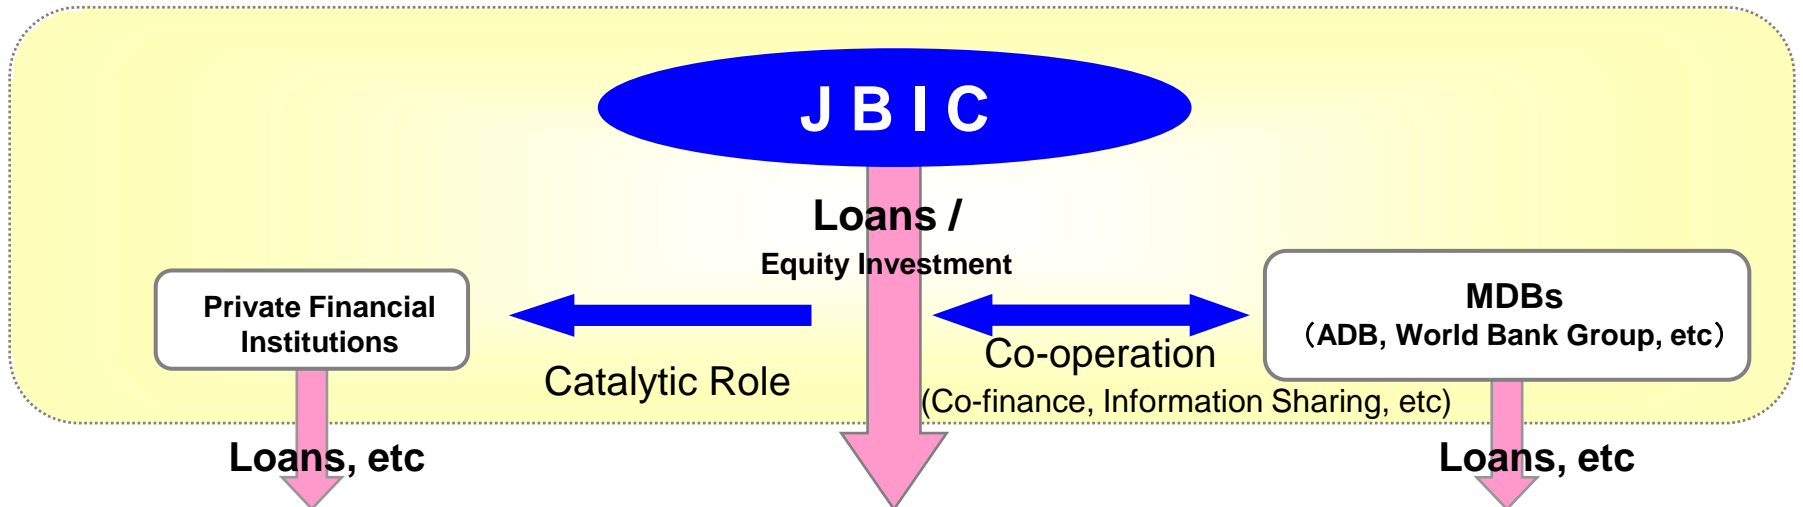 J B I C
Loans /
Equity Investment
Private Financial
Institutions
MDBs
（ADB, World Bank Group, etc）
Catalytic Role
Co-operation
(Co-finance, Information Sharing, etc)
Loans, etc
Loans, etc